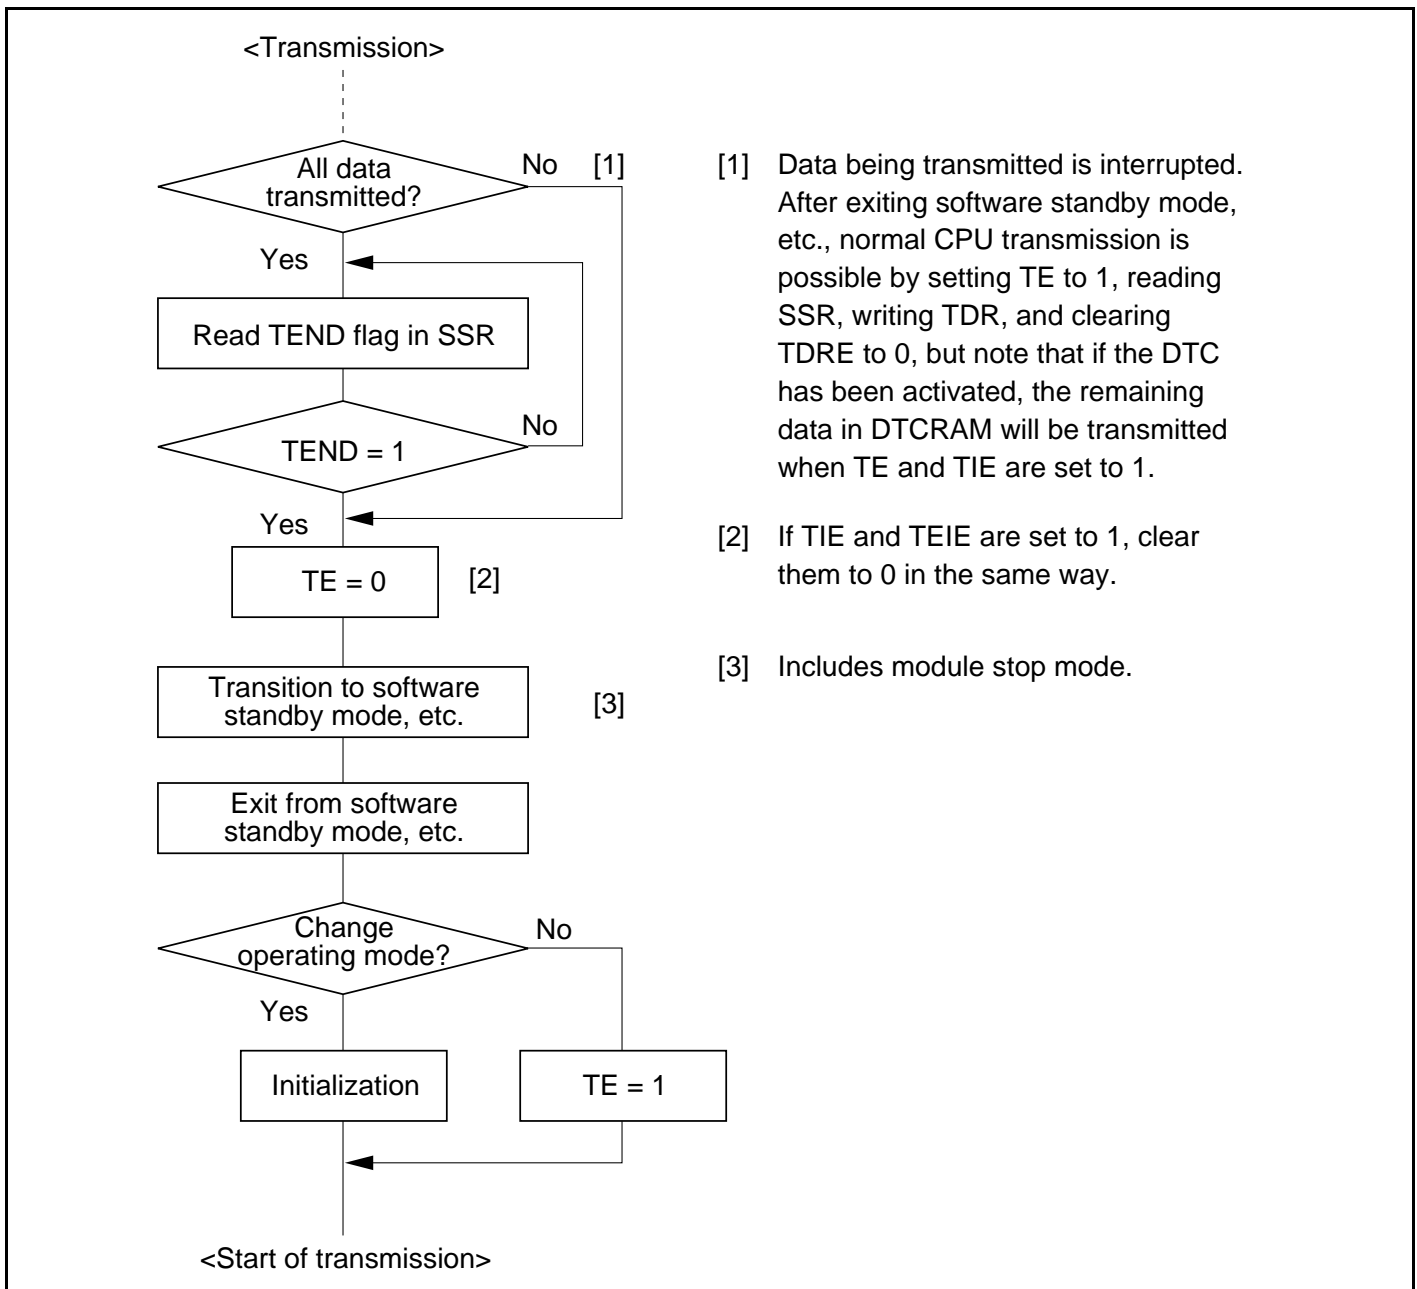 <Transmission>
All data
transmitted?
No
[1]
Yes
Read TEND flag in SSR
TEND = 1
No
Yes
TE = 0
[2]
Transition to software
standby mode, etc.
[3]
Exit from software
standby mode, etc.
Change
operating mode?
No
Yes
Initialization
TE = 1
<Start of transmission>
[1] Data being transmitted is interrupted.
After exiting software standby mode,
etc., normal CPU transmission is
possible by setting TE to 1, reading
SSR, writing TDR, and clearing
TDRE to 0, but note that if the DTC
has been activated, the remaining
data in DTCRAM will be transmitted
when TE and TIE are set to 1.
[2] If TIE and TEIE are set to 1, clear
them to 0 in the same way.
[3] Includes module stop mode.